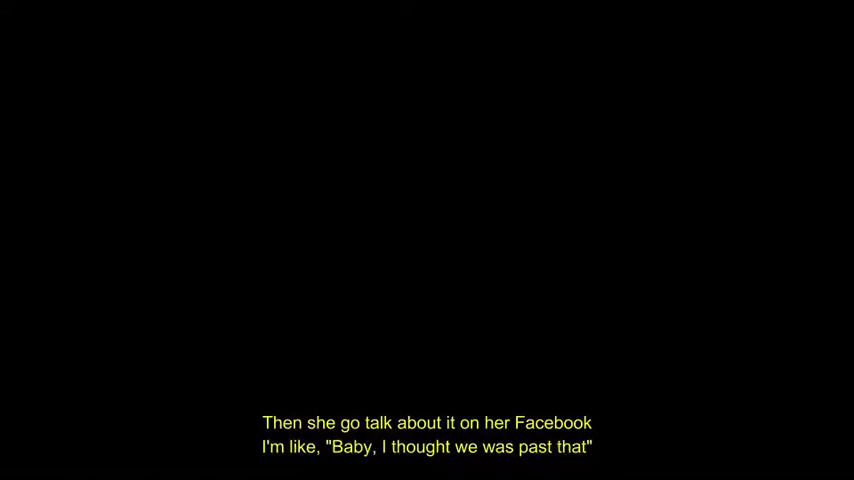 Then she go talk about it on her Facebook
I'm like, "Baby, I thought we was past that"